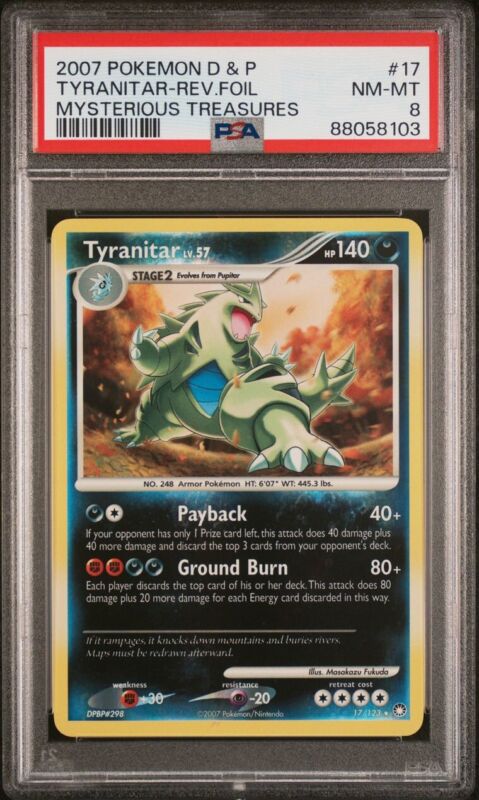 2007 POKEMON D & P #17
TYRANITAR-REV.FOIL NM-MT
MYSTERIOUS TREASURES 8
PSA 88058103
Tyranitar LV.57 HP 140
STAGE2 Evolves from Pupitar
NO. 248 Armor Pokémon HT: 6'07" WT: 445.3 lbs.
Payback 40+
If your opponent has only 1 Prize card left, this attack does 40 damage plus
40 more damage and discard the top 3 cards from your opponent's deck.
Ground Burn 80+
Each player discards the top card of his or her deck. This attack does 80
damage plus 20 more damage for each Energy card discarded in this way.
If it rampages, it knocks down mountains and buries rivers.
Maps must be redrawn afterward.
Illus. Masakazu Fukuda
weakness resistance retreat cost
+30 -20
DPBP#298 ©2007 Pokémon/Nintendo 17/123